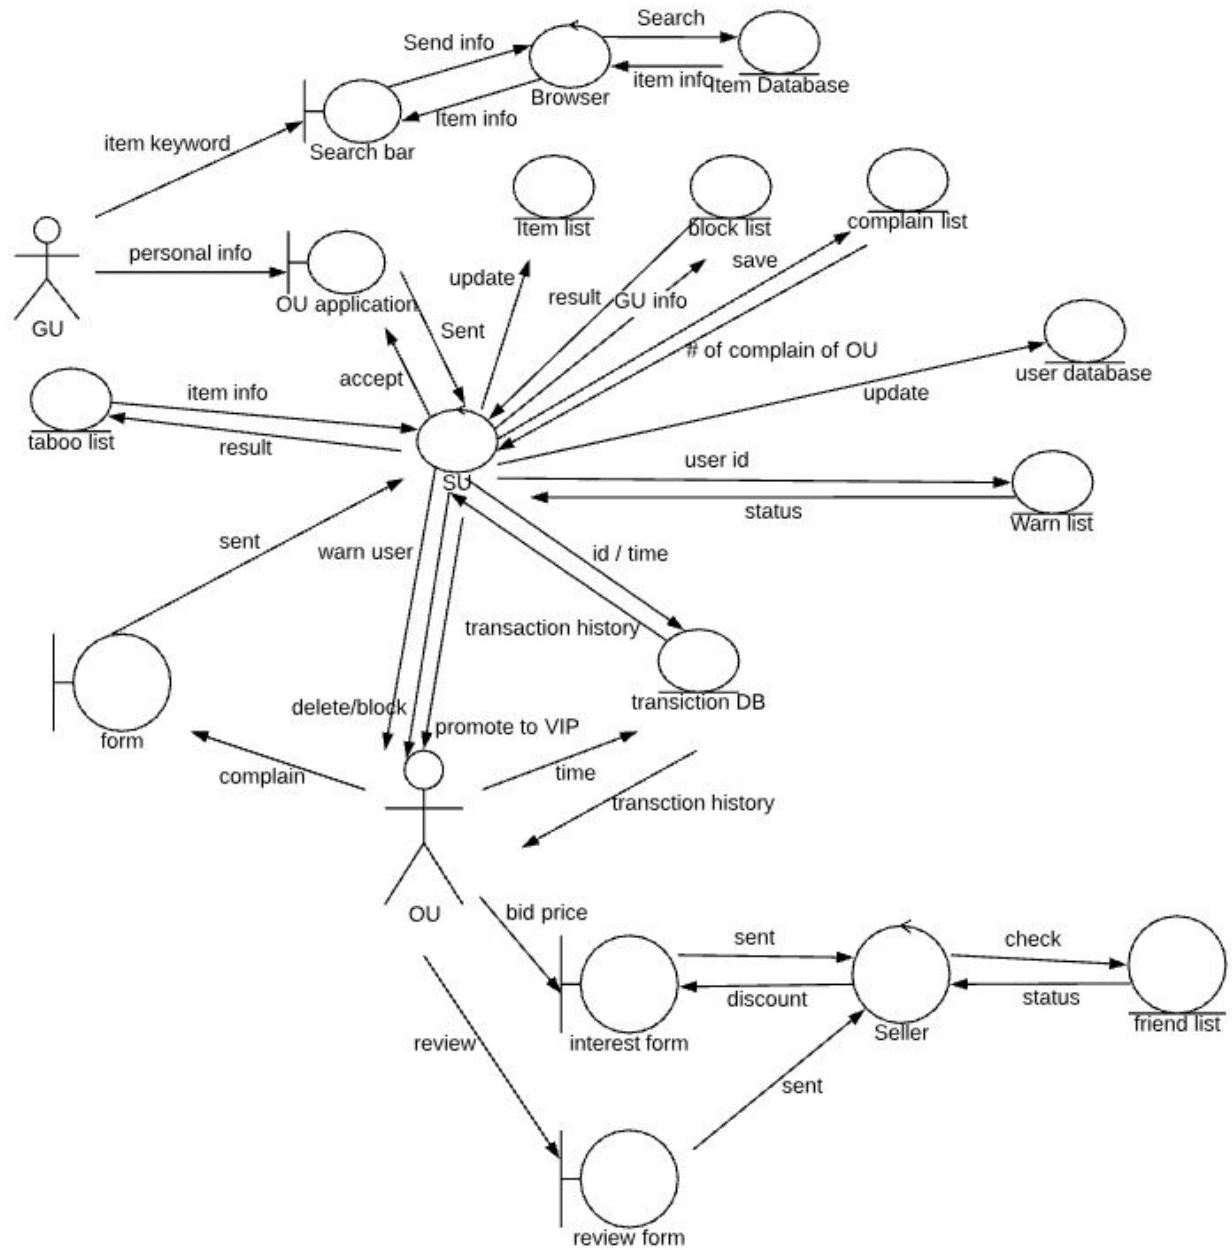 Search
Send info
item info
Item Database
Browser
Item info
item keyword
Search bar
Item list
block list
complain list
personal info
save
update
result
GU info
OU application
GU
Sent
# of complain of OU
user database
accept
item info
update
taboo list
result
user id
SU
status
Warn list
sent
warn user
id / time
transaction history
transiction DB
delete/block
promote to VIP
form
complain
time
transction history
OU
bid price
sent
check
discount
status
interest form
Seller
friend list
review
sent
review form